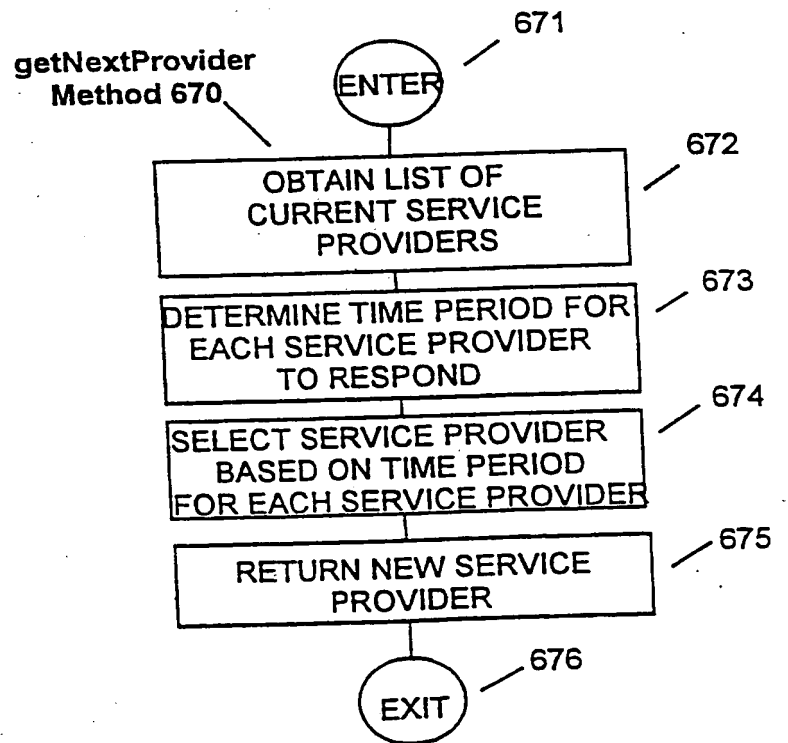 671
getNextProvider
Method 670
ENTER
672
OBTAIN LIST OF
CURRENT SERVICE
PROVIDERS
673
DETERMINE TIME PERIOD FOR
EACH SERVICE PROVIDER
TO RESPOND
674
SELECT SERVICE PROVIDER
BASED ON TIME PERIOD
FOR EACH SERVICE PROVIDER
675
RETURN NEW SERVICE
PROVIDER
676
EXIT